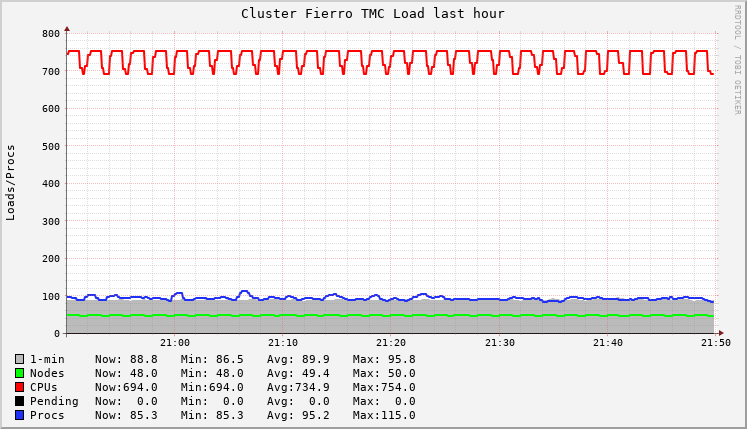 Cluster Fierro TMC Load last hour
RRDTOOL / TOBI OETIKER
Loads/Procs
800
700
600
500
400
300
200
100
0
21:00 21:10 21:20 21:30 21:40 21:50
1-min Now: 88.8 Min: 86.5 Avg: 89.9 Max: 95.8
Nodes Now: 48.0 Min: 48.0 Avg: 49.4 Max: 50.0
CPUs Now:694.0 Min:694.0 Avg:734.9 Max:754.0
Pending Now: 0.0 Min: 0.0 Avg: 0.0 Max: 0.0
Procs Now: 85.3 Min: 85.3 Avg: 95.2 Max:115.0